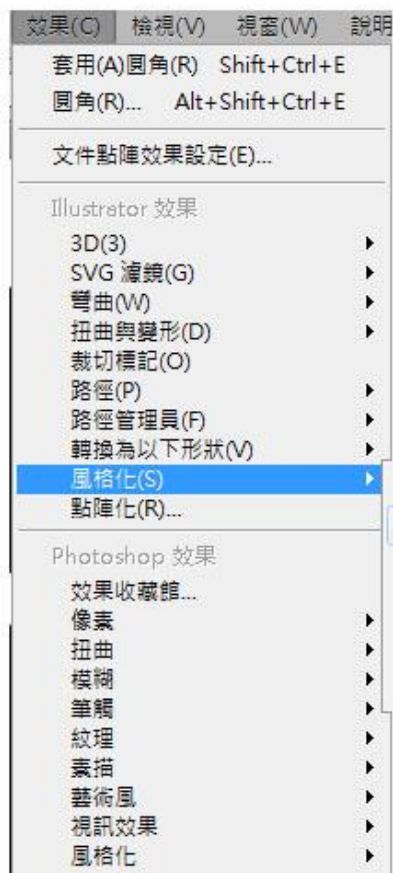 效果(C) 檢視(V) 視窗(W) 說明
套用(A)圓角(R) Shift+Ctrl+E
圓角(R)... Alt+Shift+Ctrl+E
文件點陣效果設定(E)...
Illustrator 效果
3D(3)
SVG 濾鏡(G)
彎曲(W)
扭曲與變形(D)
裁切標記(O)
路徑(P)
路徑管理員(F)
轉換為以下形狀(V)
風格化(S)
點陣化(R)...
Photoshop 效果
效果收藏館...
像素
扭曲
模糊
筆觸
紋理
素描
藝術風
視訊效果
風格化